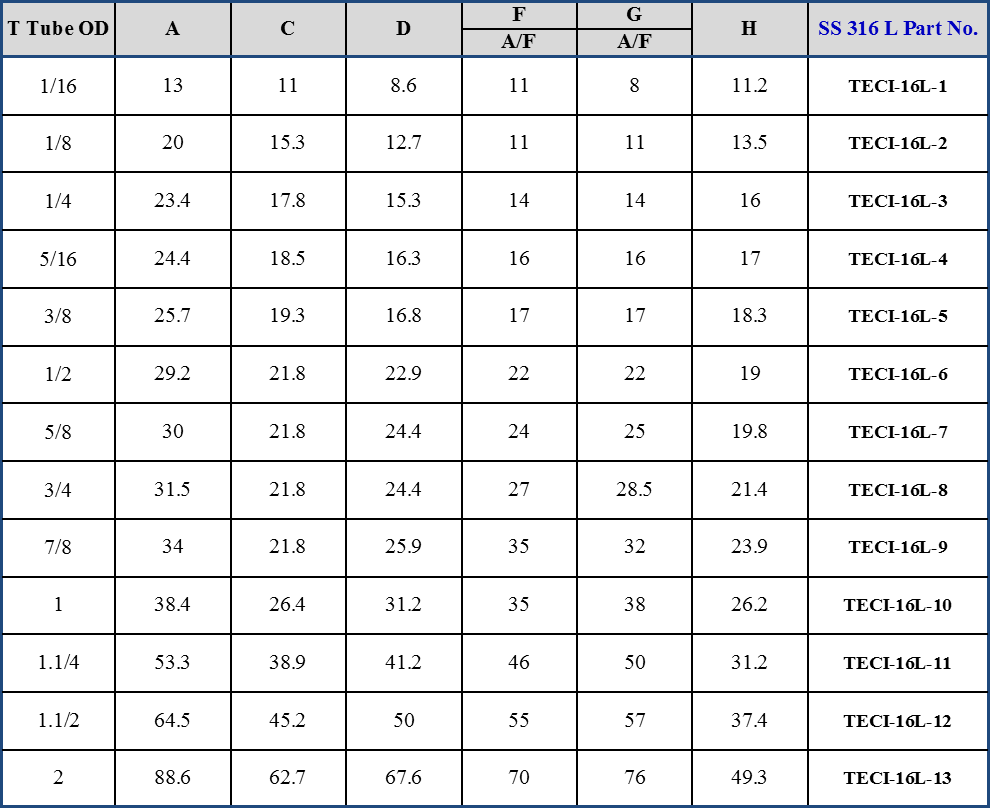 T Tube OD A C D F G H SS 316 L Part No.
A/F A/F
1/16 13 11 8.6 11 8 11.2 TECI-16L-1
1/8 20 15.3 12.7 11 11 13.5 TECI-16L-2
1/4 23.4 17.8 15.3 14 14 16 TECI-16L-3
5/16 24.4 18.5 16.3 16 16 17 TECI-16L-4
3/8 25.7 19.3 16.8 17 17 18.3 TECI-16L-5
1/2 29.2 21.8 22.9 22 22 19 TECI-16L-6
5/8 30 21.8 24.4 24 25 19.8 TECI-16L-7
3/4 31.5 21.8 24.4 27 28.5 21.4 TECI-16L-8
7/8 34 21.8 25.9 35 32 23.9 TECI-16L-9
1 38.4 26.4 31.2 35 38 26.2 TECI-16L-10
1.1/4 53.3 38.9 41.2 46 50 31.2 TECI-16L-11
1.1/2 64.5 45.2 50 55 57 37.4 TECI-16L-12
2 88.6 62.7 67.6 70 76 49.3 TECI-16L-13